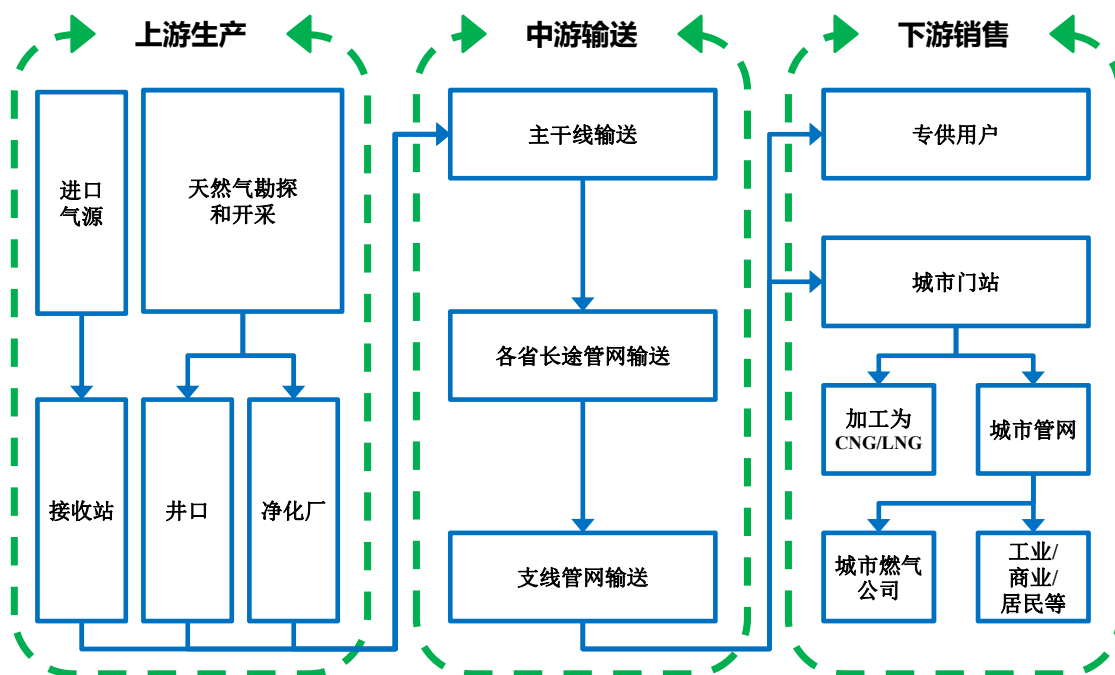 上游生产
进口
气源
天然气勘探
和开采
接收站
井口
净化厂
中游输送
主干线输送
各省长途管网输送
支线管网输送
下游销售
专供用户
城市门站
加工为
CNG/LNG
城市管网
城市燃气
公司
工业/
商业/
居民等